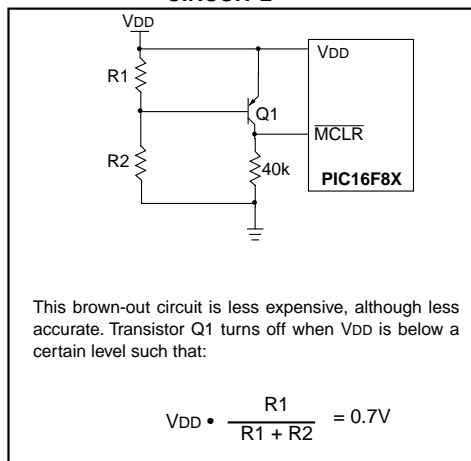 VDD
VDD
R1
Q1
MCLR
R2
40k
PIC16F8X
This brown-out circuit is less expensive, although less
accurate. Transistor Q1 turns off when VDD is below a
certain level such that:
VDD • R1 / R1 + R2 = 0.7V